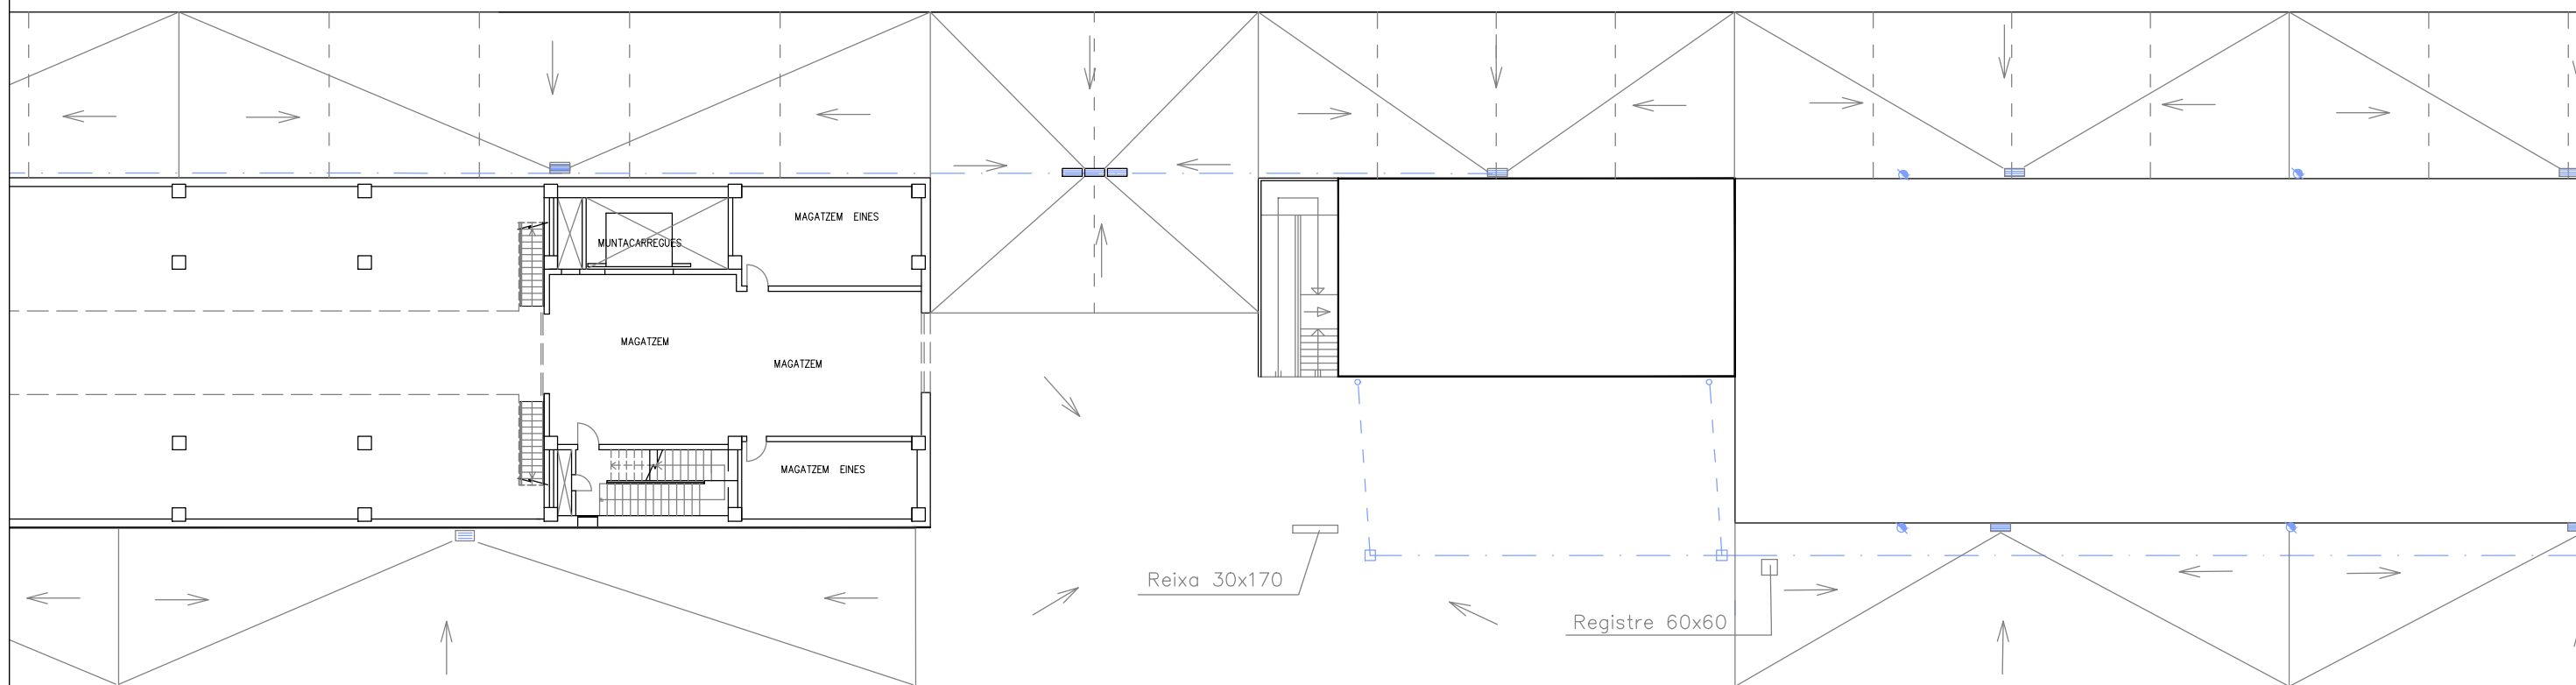 MAGATZEM EINES
MUNTACARREGUES
MAGATZEM
MAGATZEM
MAGATZEM EINES
Reixa 30x170
Registre 60x60